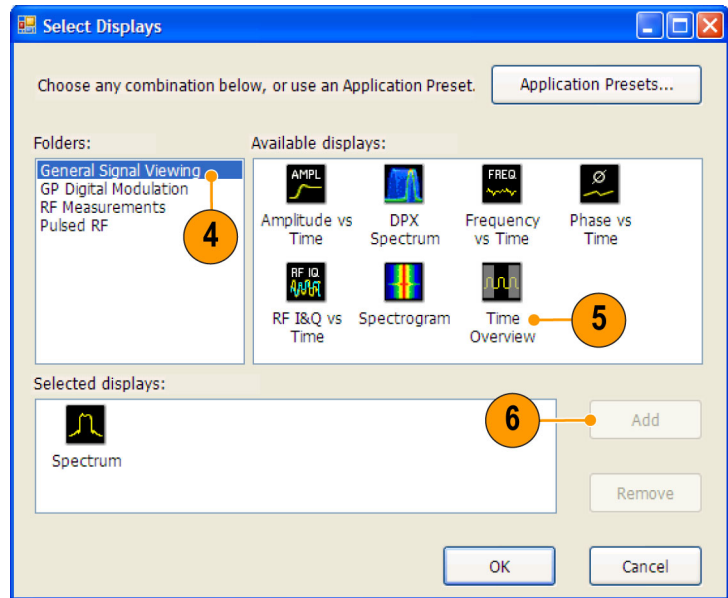 Select Displays
Choose any combination below, or use an Application Preset.
Application Presets...
Folders:
General Signal Viewing
GP Digital Modulation
RF Measurements
Pulsed RF
4
Available displays:
AMPL
Amplitude vs
Time
DPX
Spectrum
FREQ
Frequency
vs Time
Ø
Phase vs
Time
RF IQ
RF I&Q vs
Time
Spectrogram
Time
Overview
5
Selected displays:
Spectrum
6
Add
Remove
OK
Cancel